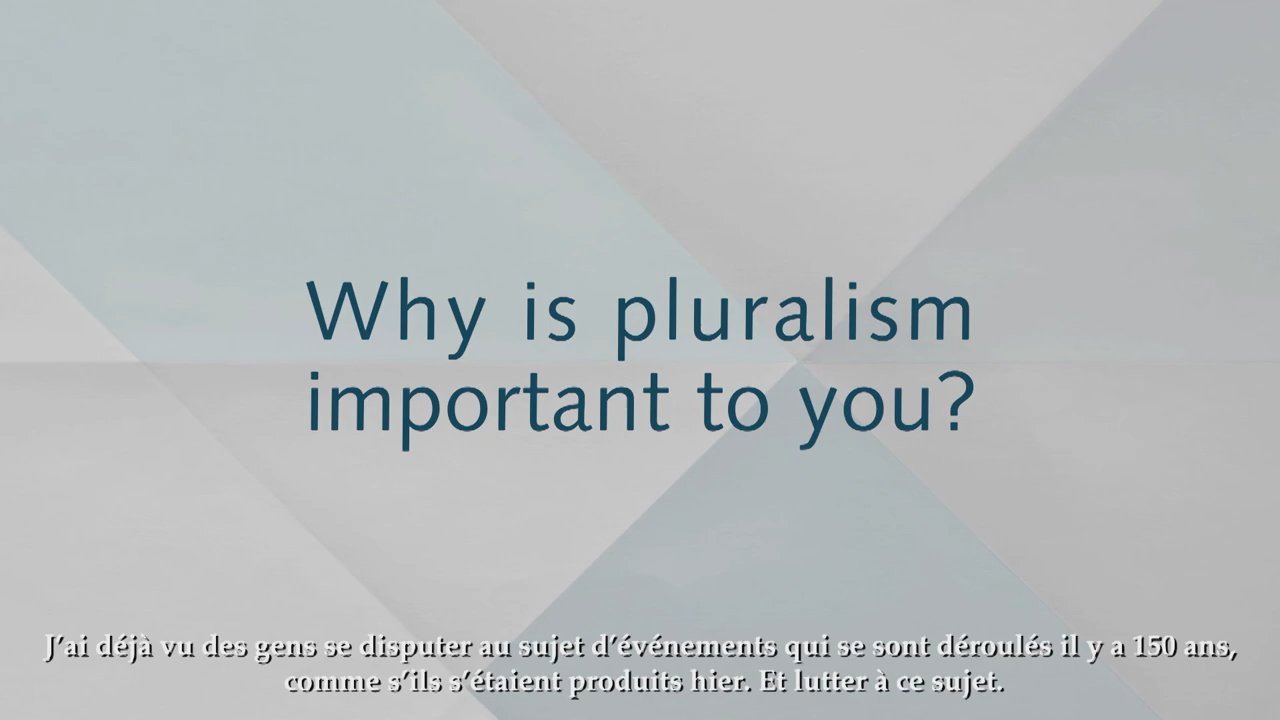 Why is pluralism
important to you?
J’ai déjà vu des gens se disputer au sujet d’événements qui se sont déroulés il y a 150 ans,
comme s’ils s’étaient produits hier. Et lutter à ce sujet.